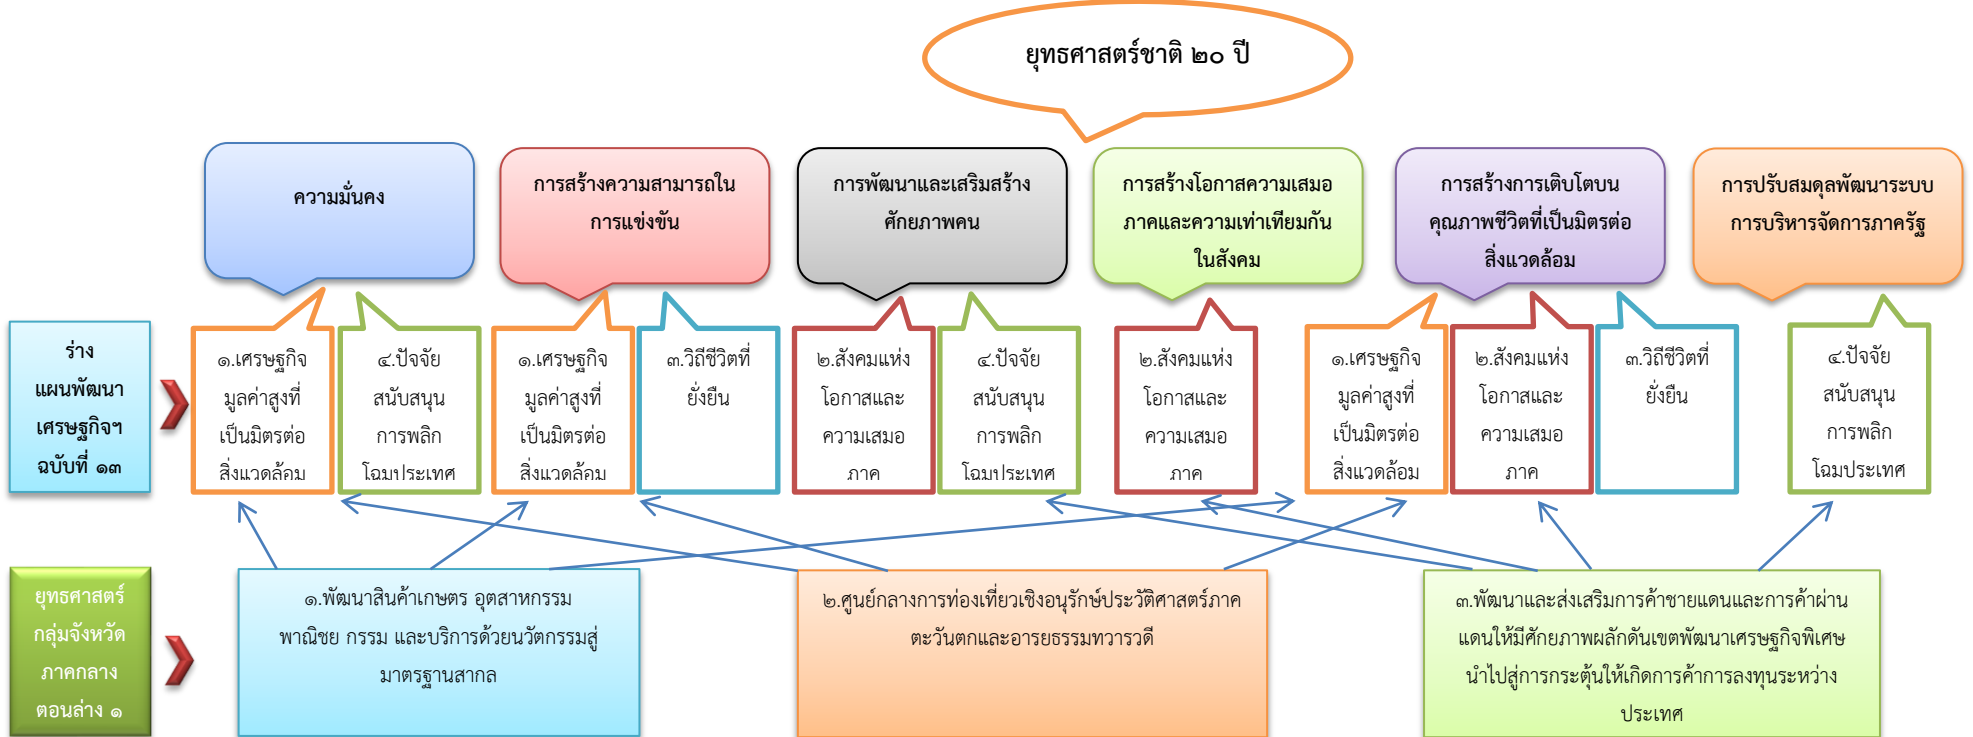 ยุทธศาสตร์ชาติ ๒๐ ปี
ความมั่นคง
การสร้างความสามารถใน
การแข่งขัน
การพัฒนาและเสริมสร้าง
ศักยภาพคน
การสร้างโอกาสความเสมอ
ภาคและความเท่าเทียมกัน
ในสังคม
การสร้างการเติบโตบน
คุณภาพชีวิตที่เป็นมิตรต่อ
สิ่งแวดล้อม
การปรับสมดุลพัฒนาระบบ
การบริหารจัดการภาครัฐ
ร่าง
แผนพัฒนา
เศรษฐกิจฯ
ฉบับที่ ๑๓
๑.เศรษฐกิจ
มูลค่าสูงที่
เป็นมิตรต่อ
สิ่งแวดล้อม
๔.ปัจจัย
สนับสนุน
การพลิก
โฉมประเทศ
๑.เศรษฐกิจ
มูลค่าสูงที่
เป็นมิตรต่อ
สิ่งแวดล้อม
๓.วิถีชีวิตที่
ยั่งยืน
๒.สังคมแห่ง
โอกาสและ
ความเสมอ
ภาค
๔.ปัจจัย
สนับสนุน
การพลิก
โฉมประเทศ
๒.สังคมแห่ง
โอกาสและ
ความเสมอ
ภาค
๑.เศรษฐกิจ
มูลค่าสูงที่
เป็นมิตรต่อ
สิ่งแวดล้อม
๒.สังคมแห่ง
โอกาสและ
ความเสมอ
ภาค
๓.วิถีชีวิตที่
ยั่งยืน
๔.ปัจจัย
สนับสนุน
การพลิก
โฉมประเทศ
ยุทธศาสตร์
กลุ่มจังหวัด
ภาคกลาง
ตอนล่าง ๑
๑.พัฒนาสินค้าเกษตร อุตสาหกรรม
พาณิชย กรรม และบริการด้วยนวัตกรรมสู่
มาตรฐานสากล
๒.ศูนย์กลางการท่องเที่ยวเชิงอนุรักษ์ประวัติศาสตร์ภาค
ตะวันตกและอารยธรรมทวารวดี
๓.พัฒนาและส่งเสริมการค้าชายแดนและการค้าผ่าน
แดนให้มีศักยภาพผลักดันเขตพัฒนาเศรษฐกิจพิเศษ
นำไปสู่การกระตุ้นให้เกิดการค้าการลงทุนระหว่าง
ประเทศ